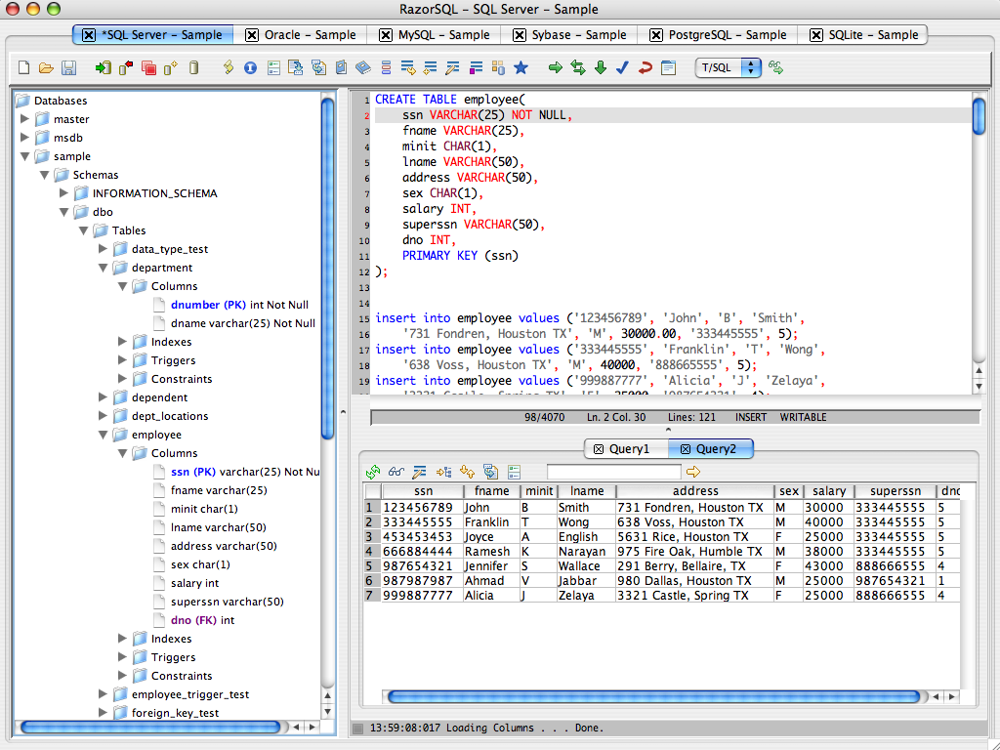 RazorSQL - SQL Server - Sample
*SQL Server - Sample
Oracle - Sample
MySQL - Sample
Sybase - Sample
PostgreSQL - Sample
SQLite - Sample
T/SQL
Databases
master
msdb
sample
Schemas
INFORMATION_SCHEMA
dbo
Tables
data_type_test
department
Columns
dnumber (PK) int Not Null
dname varchar(25) Not Null
Indexes
Triggers
Constraints
dependent
dept_locations
employee
Columns
ssn (PK) varchar(25) Not Nu
fname varchar(25)
minit char(1)
lname varchar(50)
address varchar(50)
sex char(1)
salary int
superssn varchar(50)
dno (FK) int
Indexes
Triggers
Constraints
employee_trigger_test
foreign_key_test
1 CREATE TABLE employee(
2 ssn VARCHAR(25) NOT NULL,
3 fname VARCHAR(25),
4 minit CHAR(1),
5 lname VARCHAR(50),
6 address VARCHAR(50),
7 sex CHAR(1),
8 salary INT,
9 superssn VARCHAR(50),
10 dno INT,
11 PRIMARY KEY (ssn)
12 );
13
14
15 insert into employee values ('123456789', 'John', 'B', 'Smith',
16 '731 Fondren, Houston TX', 'M', 30000.00, '333445555', 5);
17 insert into employee values ('333445555', 'Franklin', 'T', 'Wong',
18 '638 Voss, Houston TX', 'M', 40000, '888665555', 5);
19 insert into employee values ('999887777', 'Alicia', 'J', 'Zelaya',
'3321 Castle, Spring TX', 'F', 25000, '987654321', 4);
98/4070 Ln. 2 Col. 30 Lines: 121 INSERT WRITABLE
Query1
Query2
ssn fname minit lname address sex salary superssn dno
1 123456789 John B Smith 731 Fondren, Houston TX M 30000 333445555 5
2 333445555 Franklin T Wong 638 Voss, Houston TX M 40000 888665555 5
3 453453453 Joyce A English 5631 Rice, Houston TX F 25000 333445555 5
4 666884444 Ramesh K Narayan 975 Fire Oak, Humble TX M 38000 333445555 5
5 987654321 Jennifer S Wallace 291 Berry, Bellaire, TX F 43000 888665555 4
6 987987987 Ahmad V Jabbar 980 Dallas, Houston TX M 25000 987654321 1
7 999887777 Alicia J Zelaya 3321 Castle, Spring TX F 25000 888665555 4
13:59:08:017 Loading Columns . . . Done.